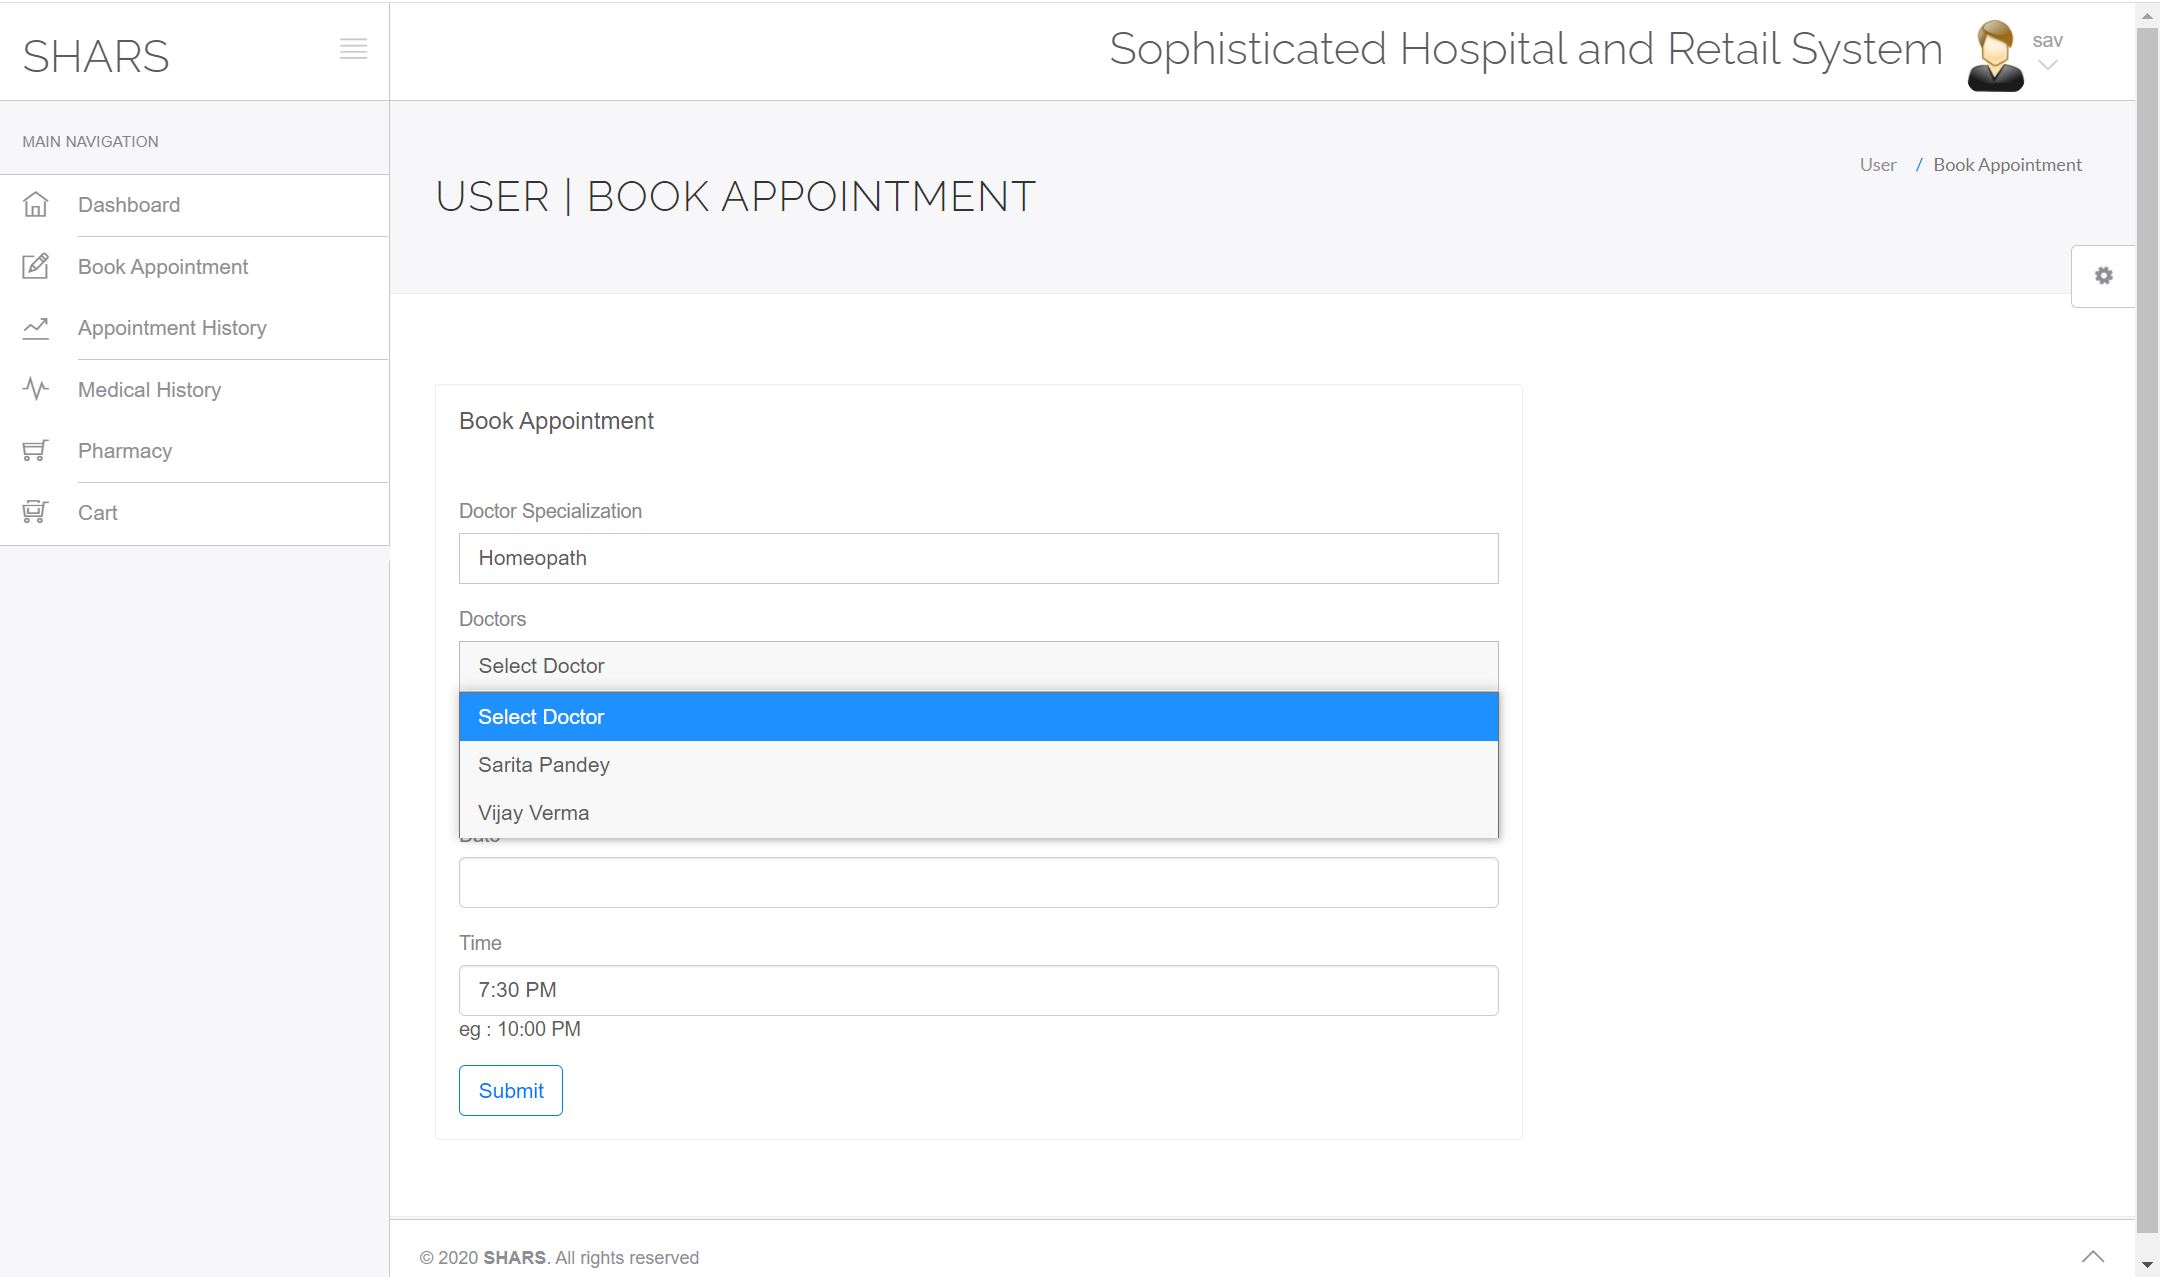 SHARS
Sophisticated Hospital and Retail System
sav
MAIN NAVIGATION
Dashboard
Book Appointment
Appointment History
Medical History
Pharmacy
Cart
USER | BOOK APPOINTMENT
User / Book Appointment
Book Appointment
Doctor Specialization
Homeopath
Doctors
Select Doctor
Select Doctor
Sarita Pandey
Vijay Verma
Date
Time
7:30 PM
eg : 10:00 PM
Submit
© 2020 SHARS. All rights reserved